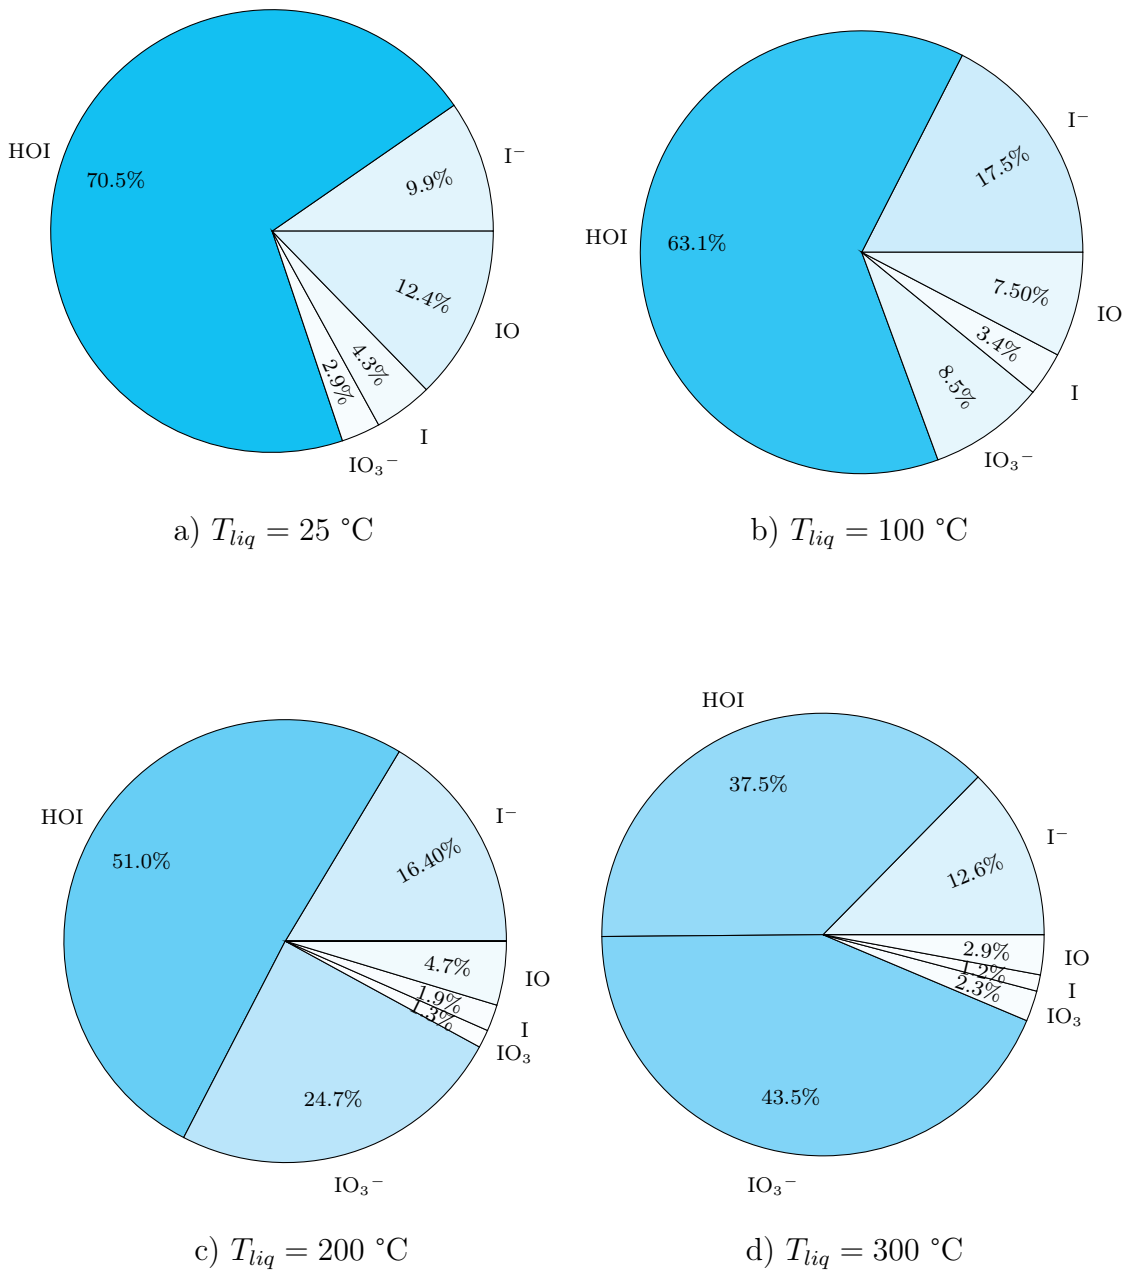 HOI
70.5%
I⁻
9.9%
12.4%
IO
4.3%
I
2.9%
IO₃⁻
a) T_liq = 25 °C
I⁻
17.5%
HOI
63.1%
7.50%
IO
3.4%
I
8.5%
IO₃⁻
b) T_liq = 100 °C
HOI
51.0%
I⁻
16.40%
4.7%
IO
1.9%
I
1.3%
IO₃
24.7%
IO₃⁻
c) T_liq = 200 °C
HOI
37.5%
I⁻
12.6%
2.9%
IO
1.2%
I
2.3%
IO₃
43.5%
IO₃⁻
d) T_liq = 300 °C